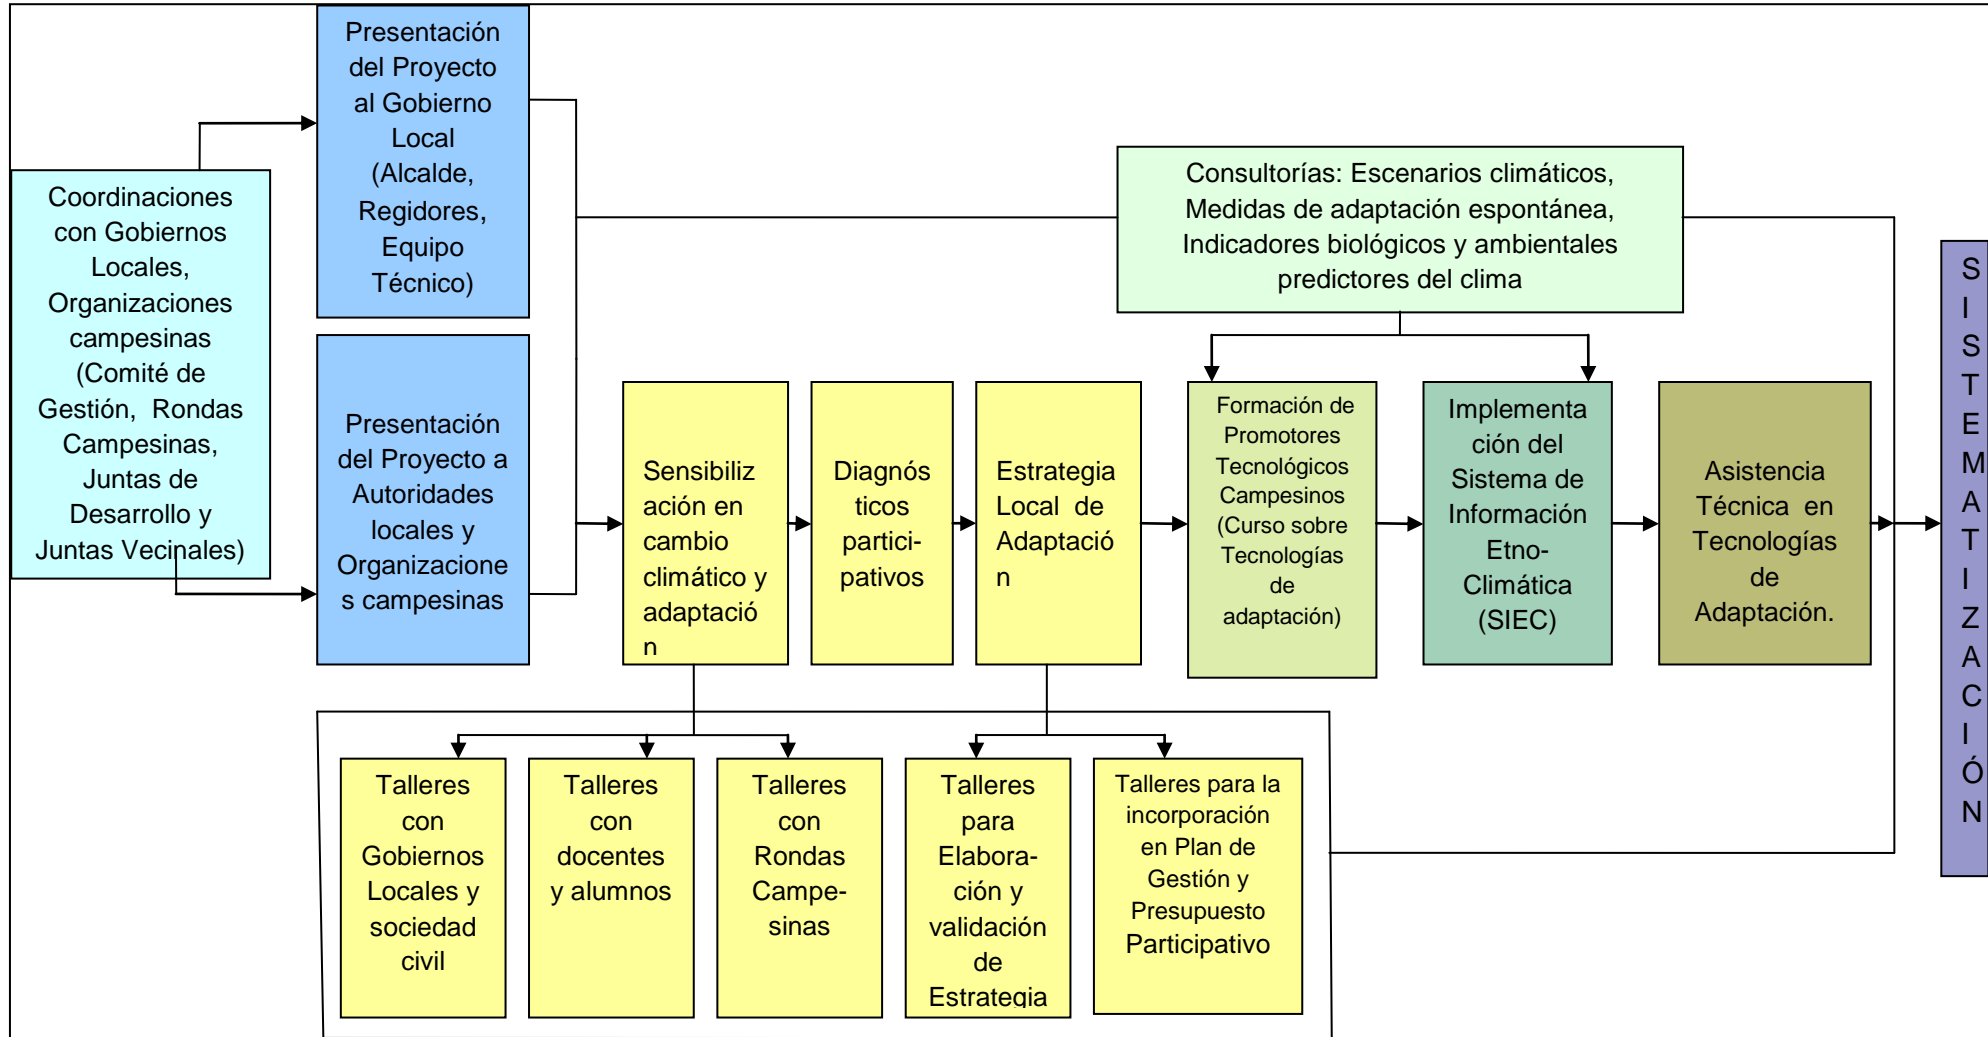 Presentación
del Proyecto
al Gobierno
Local
(Alcalde,
Regidores,
Equipo
Técnico)
Coordinaciones
con Gobiernos
Locales,
Organizaciones
campesinas
(Comité de
Gestión, Rondas
Campesinas,
Juntas de
Desarrollo y
Juntas Vecinales)
Presentación
del Proyecto a
Autoridades
locales y
Organizacione
s campesinas
Consultorías: Escenarios climáticos,
Medidas de adaptación espontánea,
Indicadores biológicos y ambientales
predictores del clima
Sensibiliz
ación en
cambio
climático y
adaptació
n
Diagnós
ticos
partici-
pativos
Estrategia
Local de
Adaptació
n
Formación de
Promotores
Tecnológicos
Campesinos
(Curso sobre
Tecnologías
de
adaptación)
Implementa
ción del
Sistema de
Información
Etno-
Climática
(SIEC)
Asistencia
Técnica en
Tecnologías
de
Adaptación.
S
I
S
T
E
M
A
T
I
Z
A
C
I
Ó
N
Talleres
con
Gobiernos
Locales y
sociedad
civil
Talleres
con
docentes
y alumnos
Talleres
con
Rondas
Campe-
sinas
Talleres
para
Elabora-
ción y
validación
de
Estrategia
Talleres para la
incorporación
en Plan de
Gestión y
Presupuesto
Participativo